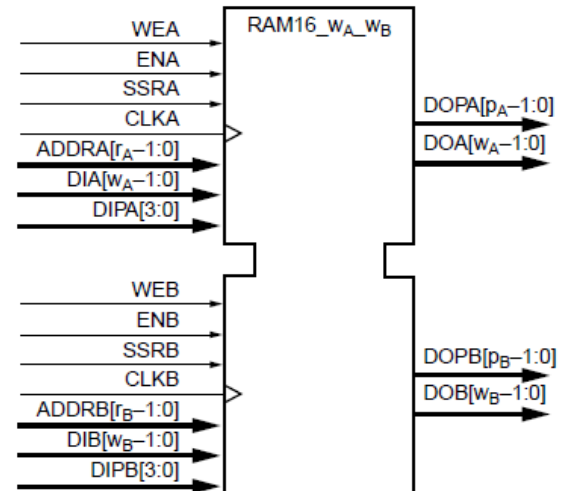 RAM16_wA_wB
WEA
ENA
SSRA
CLKA
ADDRA[rA–1:0]
DIA[wA–1:0]
DIPA[3:0]
DOPA[pA–1:0]
DOA[wA–1:0]
WEB
ENB
SSRB
CLKB
ADDRB[rB–1:0]
DIB[wB–1:0]
DIPB[3:0]
DOPB[pB–1:0]
DOB[wB–1:0]